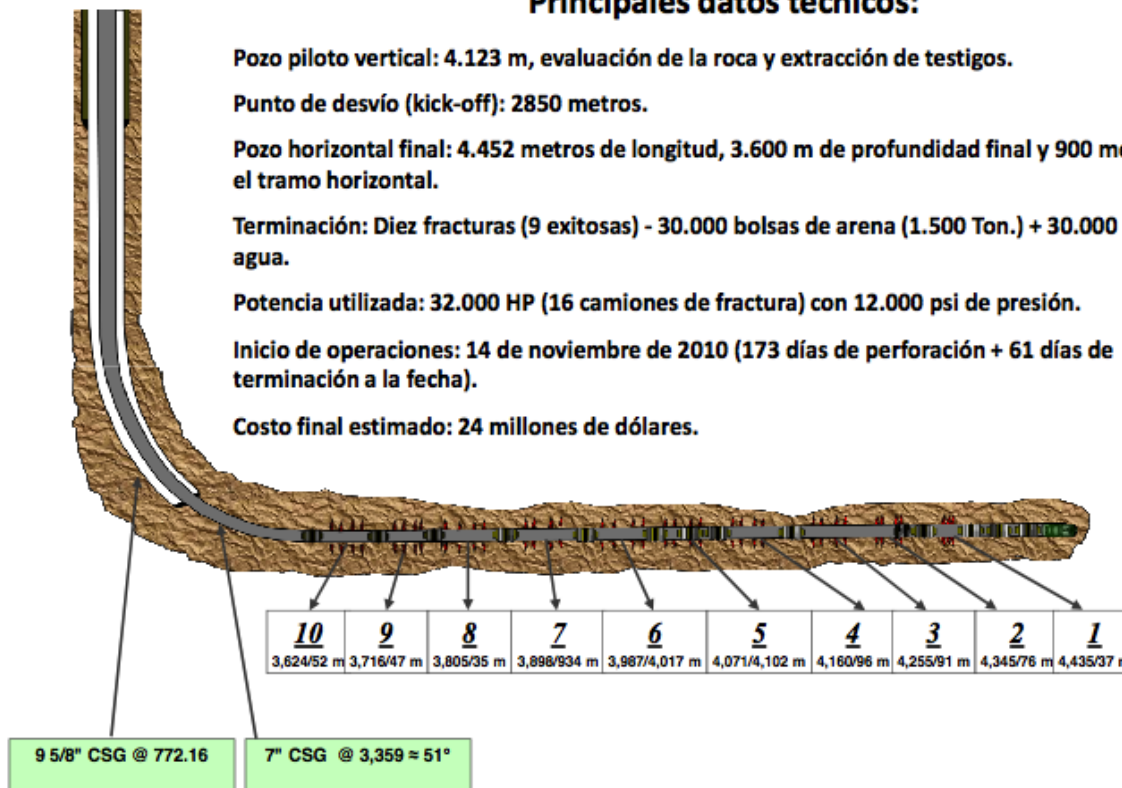 Principales datos técnicos:
Pozo piloto vertical: 4.123 m, evaluación de la roca y extracción de testigos.
Punto de desvío (kick-off): 2850 metros.
Pozo horizontal final: 4.452 metros de longitud, 3.600 m de profundidad final y 900
el tramo horizontal.
Terminación: Diez fracturas (9 exitosas) - 30.000 bolsas de arena (1.500 Ton.) + 30.000
agua.
Potencia utilizada: 32.000 HP (16 camiones de fractura) con 12.000 psi de presión.
Inicio de operaciones: 14 de noviembre de 2010 (173 días de perforación + 61 días de
terminación a la fecha).
Costo final estimado: 24 millones de dólares.
10 9 8 7 6 5 4 3 2 1
3,624/52 m 3,716/47 m 3,805/35 m 3,898/934 m 3,987/4,017 m 4,071/4,102 m 4,160/96 m 4,255/91 m 4,345/76 m 4,435/37 m
9 5/8" CSG @ 772.16 7" CSG @ 3,359 ≈ 51°